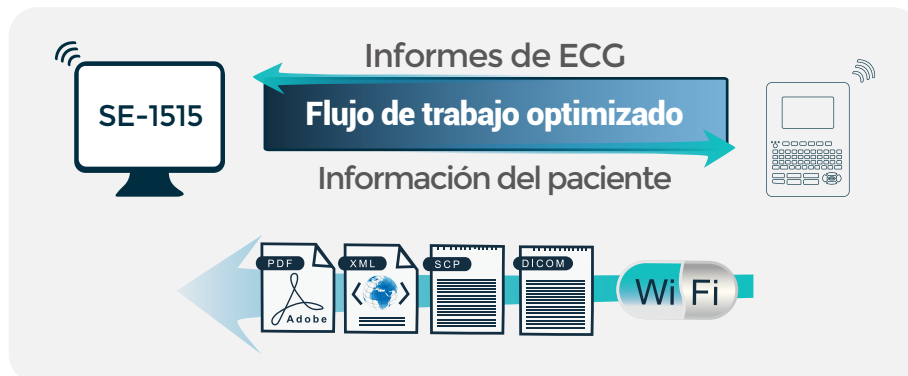 Informes de ECG
SE-1515
Flujo de trabajo optimizado
Información del paciente
PDF
XML
SCP
DICOM
Adobe
Wi Fi